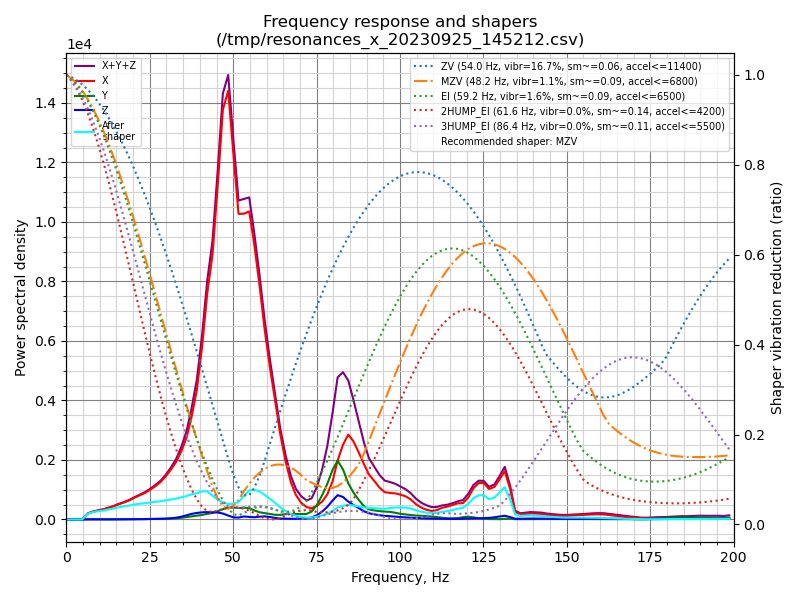 Frequency response and shapers
(/tmp/resonances_x_20230925_145212.csv)
1e4
X+Y+Z
X
Y
Z
After
shaper
ZV (54.0 Hz, vibr=16.7%, sm~=0.06, accel<=11400)
MZV (48.2 Hz, vibr=1.1%, sm~=0.09, accel<=6800)
EI (59.2 Hz, vibr=1.6%, sm~=0.09, accel<=6500)
2HUMP_EI (61.6 Hz, vibr=0.0%, sm~=0.14, accel<=4200)
3HUMP_EI (86.4 Hz, vibr=0.0%, sm~=0.11, accel<=5500)
Recommended shaper: MZV
Power spectral density
1.4
1.2
1.0
0.8
0.6
0.4
0.2
0.0
1.0
0.8
0.6
0.4
0.2
0.0
Shaper vibration reduction (ratio)
0 25 50 75 100 125 150 175 200
Frequency, Hz